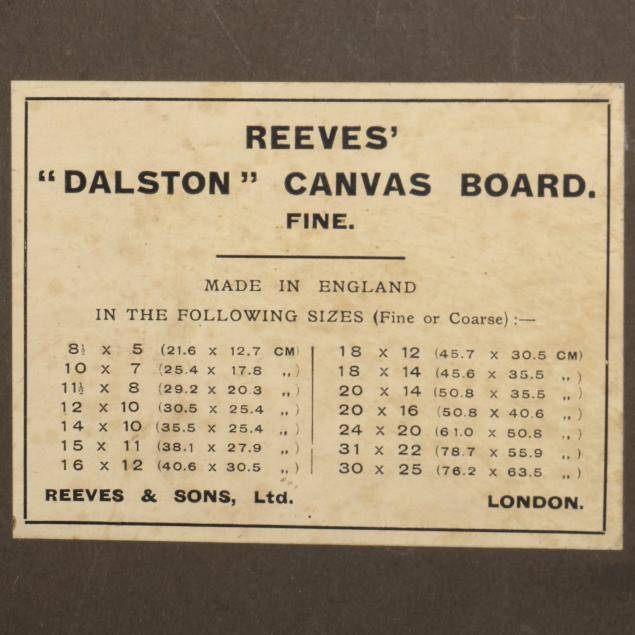 REEVES'
"DALSTON" CANVAS BOARD.
FINE.
MADE IN ENGLAND
IN THE FOLLOWING SIZES (Fine or Coarse) :—
8½ x 5 (21.6 x 12.7 CM)
10 x 7 (25.4 x 17.8 ,,)
11½ x 8 (29.2 x 20.3 ,,)
12 x 10 (30.5 x 25.4 ,,)
14 x 10 (35.5 x 25.4 ,,)
15 x 11 (38.1 x 27.9 ,,)
16 x 12 (40.6 x 30.5 ,,)
18 x 12 (45.7 x 30.5 CM)
18 x 14 (45.6 x 35.5 ,,)
20 x 14 (50.8 x 35.5 ,,)
20 x 16 (50.8 x 40.6 ,,)
24 x 20 (61.0 x 50.8 ,,)
31 x 22 (78.7 x 55.9 ,,)
30 x 25 (76.2 x 63.5 ,,)
REEVES & SONS, Ltd. LONDON.